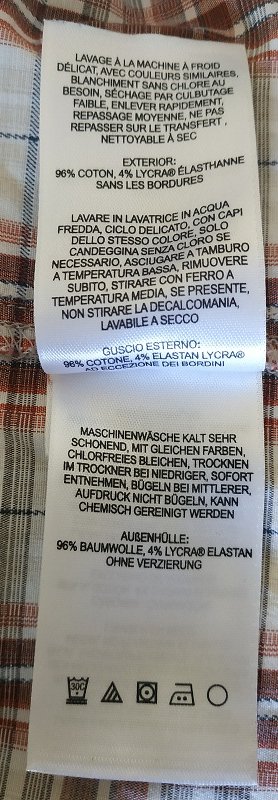 LAVAGE À LA MACHINE À FROID
DÉLICAT, AVEC COULEURS SIMILAIRES,
BLANCHIMENT SANS CHLORE AU
BESOIN, SÉCHAGE PAR CULBUTAGE
FAIBLE, ENLEVER RAPIDEMENT,
REPASSAGE MOYENNE, NE PAS
REPASSER SUR LE TRANSFERT,
NETTOYABLE À SEC
EXTERIOR:
96% COTON, 4% LYCRA® ÉLASTHANNE
SANS LES BORDURES
LAVARE IN LAVATRICE IN ACQUA
FREDDA, CICLO DELICATO, CON CAPI
DELLO STESSO COLORE, SOLO
CANDEGGINA SENZA CLORO SE
NECESSARIO, ASCIUGARE A TAMBURO
A TEMPERATURA BASSA, RIMUOVERE
SUBITO, STIRARE CON FERRO A
TEMPERATURA MEDIA, SE PRESENTE,
NON STIRARE LA DECALCOMANIA,
LAVABILE A SECCO
GUSCIO ESTERNO:
96% COTONE, 4% ELASTAN LYCRA®
AD ECCEZIONE DEI BORDINI
MASCHINENWÄSCHE KALT SEHR
SCHONEND, MIT GLEICHEN FARBEN,
CHLORFREIES BLEICHEN, TROCKNEN
IM TROCKNER BEI NIEDRIGER, SOFORT
ENTNEHMEN, BÜGELN BEI MITTLERER,
AUFDRUCK NICHT BÜGELN, KANN
CHEMISCH GEREINIGT WERDEN
AUßENHÜLLE:
96% BAUMWOLLE, 4% LYCRA® ELASTAN
OHNE VERZIERUNG
30C